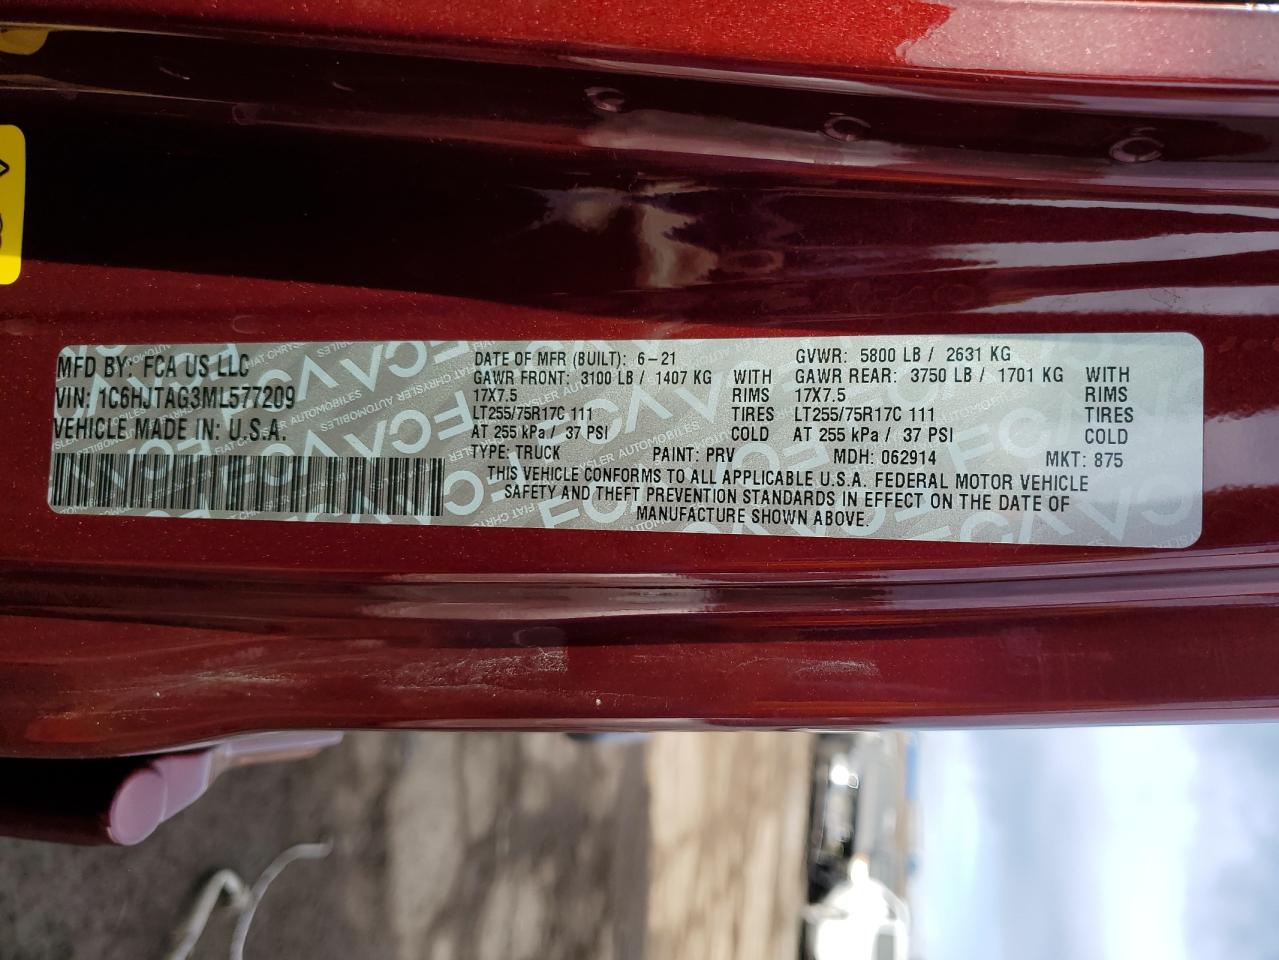 MFD BY: FCA US LLC
VIN: 1C6HJTAG3ML577209
VEHICLE MADE IN: U.S.A.
DATE OF MFR (BUILT): 6-21
GAWR FRONT: 3100 LB / 1407 KG WITH
17X7.5 RIMS
LT255/75R17C 111 TIRES
AT 255 kPa / 37 PSI COLD
GVWR: 5800 LB / 2631 KG
GAWR REAR: 3750 LB / 1701 KG WITH
17X7.5 RIMS
LT255/75R17C 111 TIRES
AT 255 kPa / 37 PSI COLD
TYPE: TRUCK PAINT: PRV MDH: 062914 MKT: 875
THIS VEHICLE CONFORMS TO ALL APPLICABLE U.S.A. FEDERAL MOTOR VEHICLE
SAFETY AND THEFT PREVENTION STANDARDS IN EFFECT ON THE DATE OF
MANUFACTURE SHOWN ABOVE.